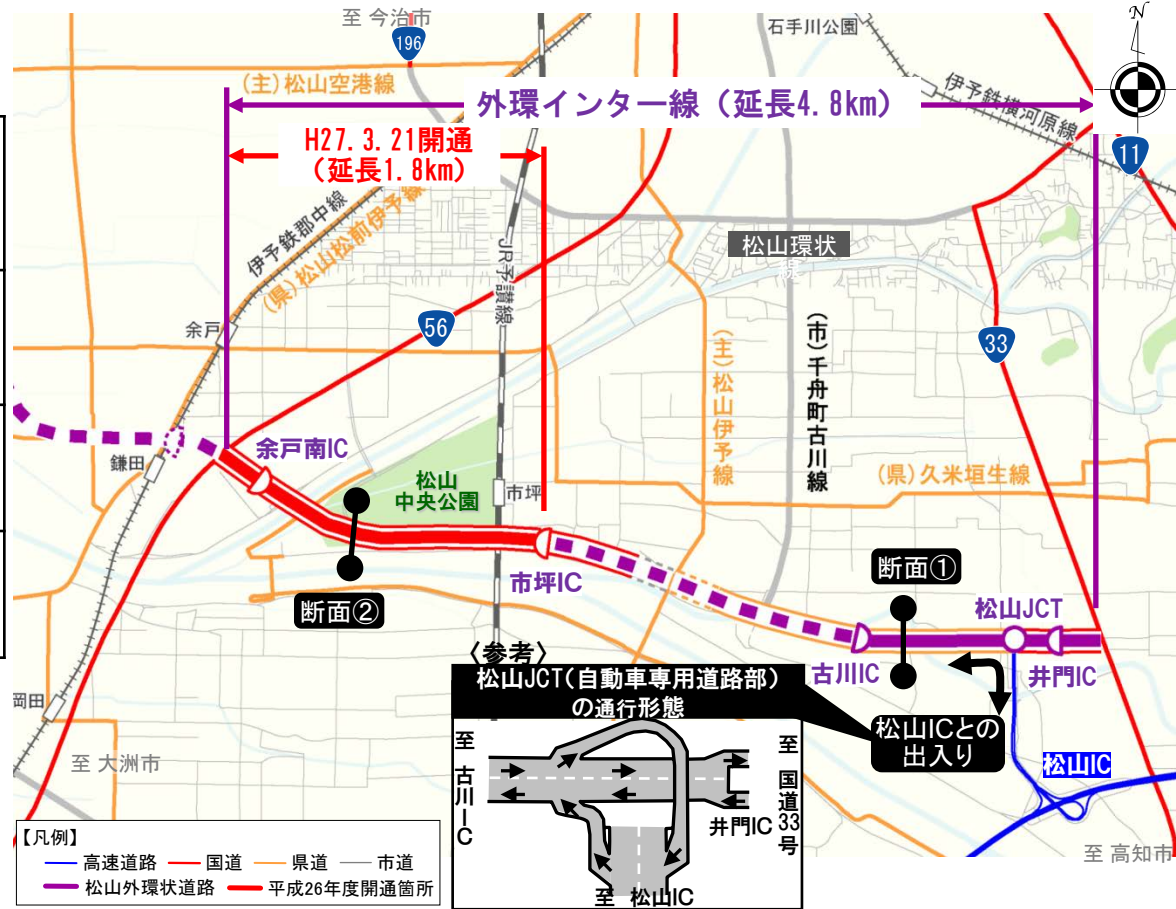 至 今治市
石手川公園
N
196
(主)松山空港線
外環インター線（延長4.8km）
伊予鉄横河原線
H27.3.21開通
（延長1.8km）
11
伊予鉄郡中線
(県)松山松前伊予線
JR予讃線
松山環状
余戸
56
33
(主)松山伊予線
(市)千舟町古川線
余戸南IC
鎌田
松山
中央公園
市坪
(県)久米垣生線
断面②
市坪IC
断面①
松山JCT
古川IC
井門IC
〈参考〉
松山JCT(自動車専用道路部)
の通行形態
松山ICとの
出入り
岡田
至 大洲市
至 古川IC
至 国道33号
井門IC
至 松山IC
松山IC
至 高知市
【凡例】
高速道路 国道 県道 市道
松山外環状道路 平成26年度開通箇所